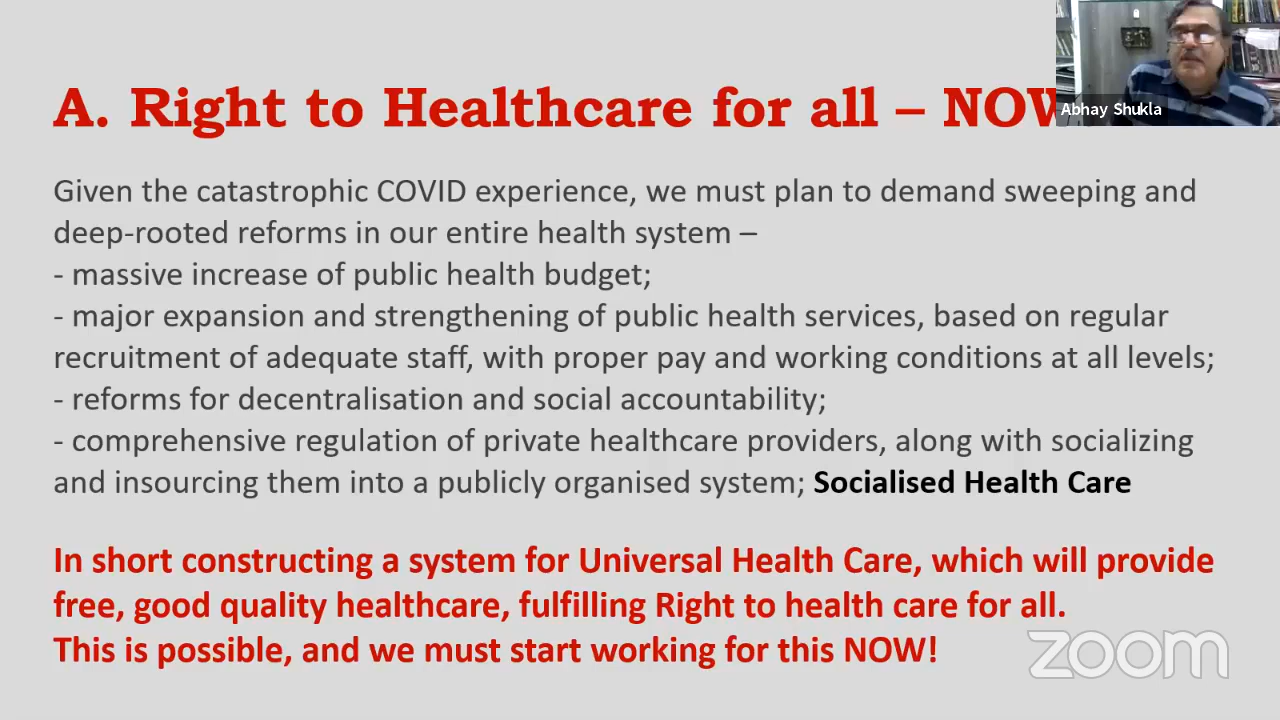 A. Right to Healthcare for all – NOW
Abhay Shukla
Given the catastrophic COVID experience, we must plan to demand sweeping and
deep-rooted reforms in our entire health system –
- massive increase of public health budget;
- major expansion and strengthening of public health services, based on regular
recruitment of adequate staff, with proper pay and working conditions at all levels;
- reforms for decentralisation and social accountability;
- comprehensive regulation of private healthcare providers, along with socializing
and insourcing them into a publicly organised system; Socialised Health Care
In short constructing a system for Universal Health Care, which will provide
free, good quality healthcare, fulfilling Right to health care for all.
This is possible, and we must start working for this NOW!
zoom